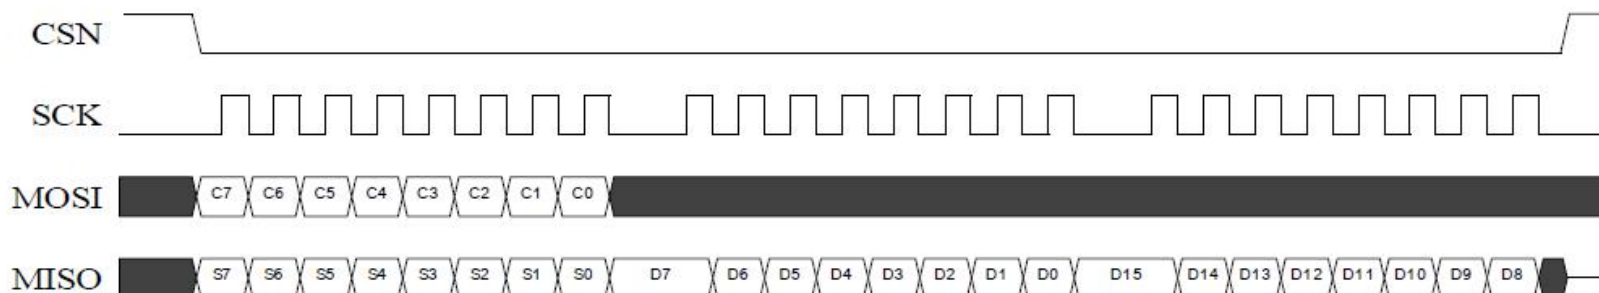 CSN
SCK
MOSI C7 C6 C5 C4 C3 C2 C1 C0
MISO S7 S6 S5 S4 S3 S2 S1 S0 D7 D6 D5 D4 D3 D2 D1 D0 D15 D14 D13 D12 D11 D10 D9 D8